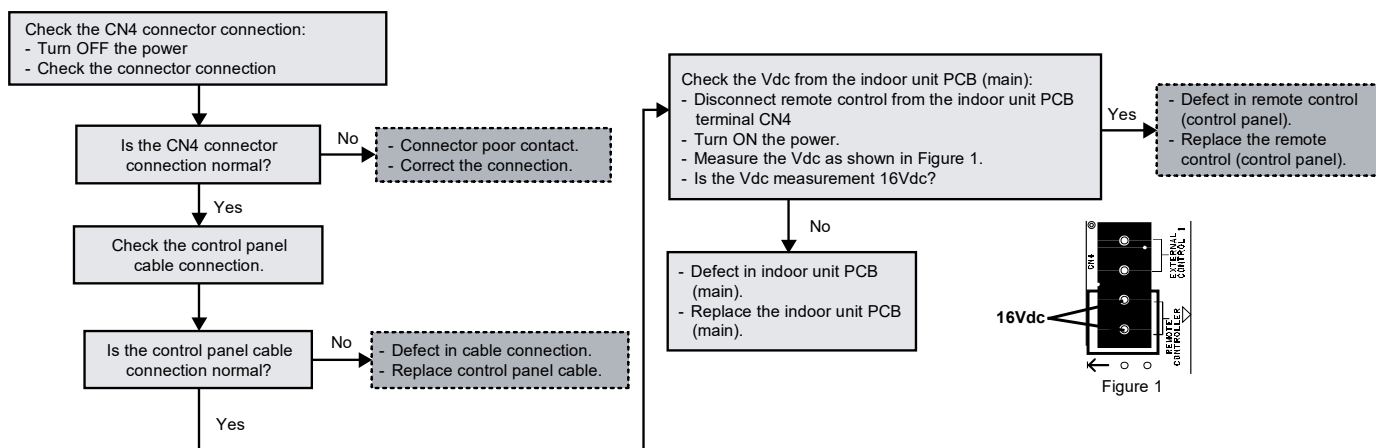 Check the CN4 connector connection:
- Turn OFF the power
- Check the connector connection
Is the CN4 connector
connection normal?
No
- Connector poor contact.
- Correct the connection.
Yes
Check the control panel
cable connection.
Is the control panel cable
connection normal?
No
- Defect in cable connection.
- Replace control panel cable.
Yes
Check the Vdc from the indoor unit PCB (main):
- Disconnect remote control from the indoor unit PCB
terminal CN4
- Turn ON the power.
- Measure the Vdc as shown in Figure 1.
- Is the Vdc measurement 16Vdc?
Yes
- Defect in remote control
(control panel).
- Replace the remote
control (control panel).
No
- Defect in indoor unit PCB
(main).
- Replace the indoor unit PCB
(main).
CN4
EXTERNAL
CONTROL 1
16Vdc
REMOTE
CONTROLLER
Figure 1